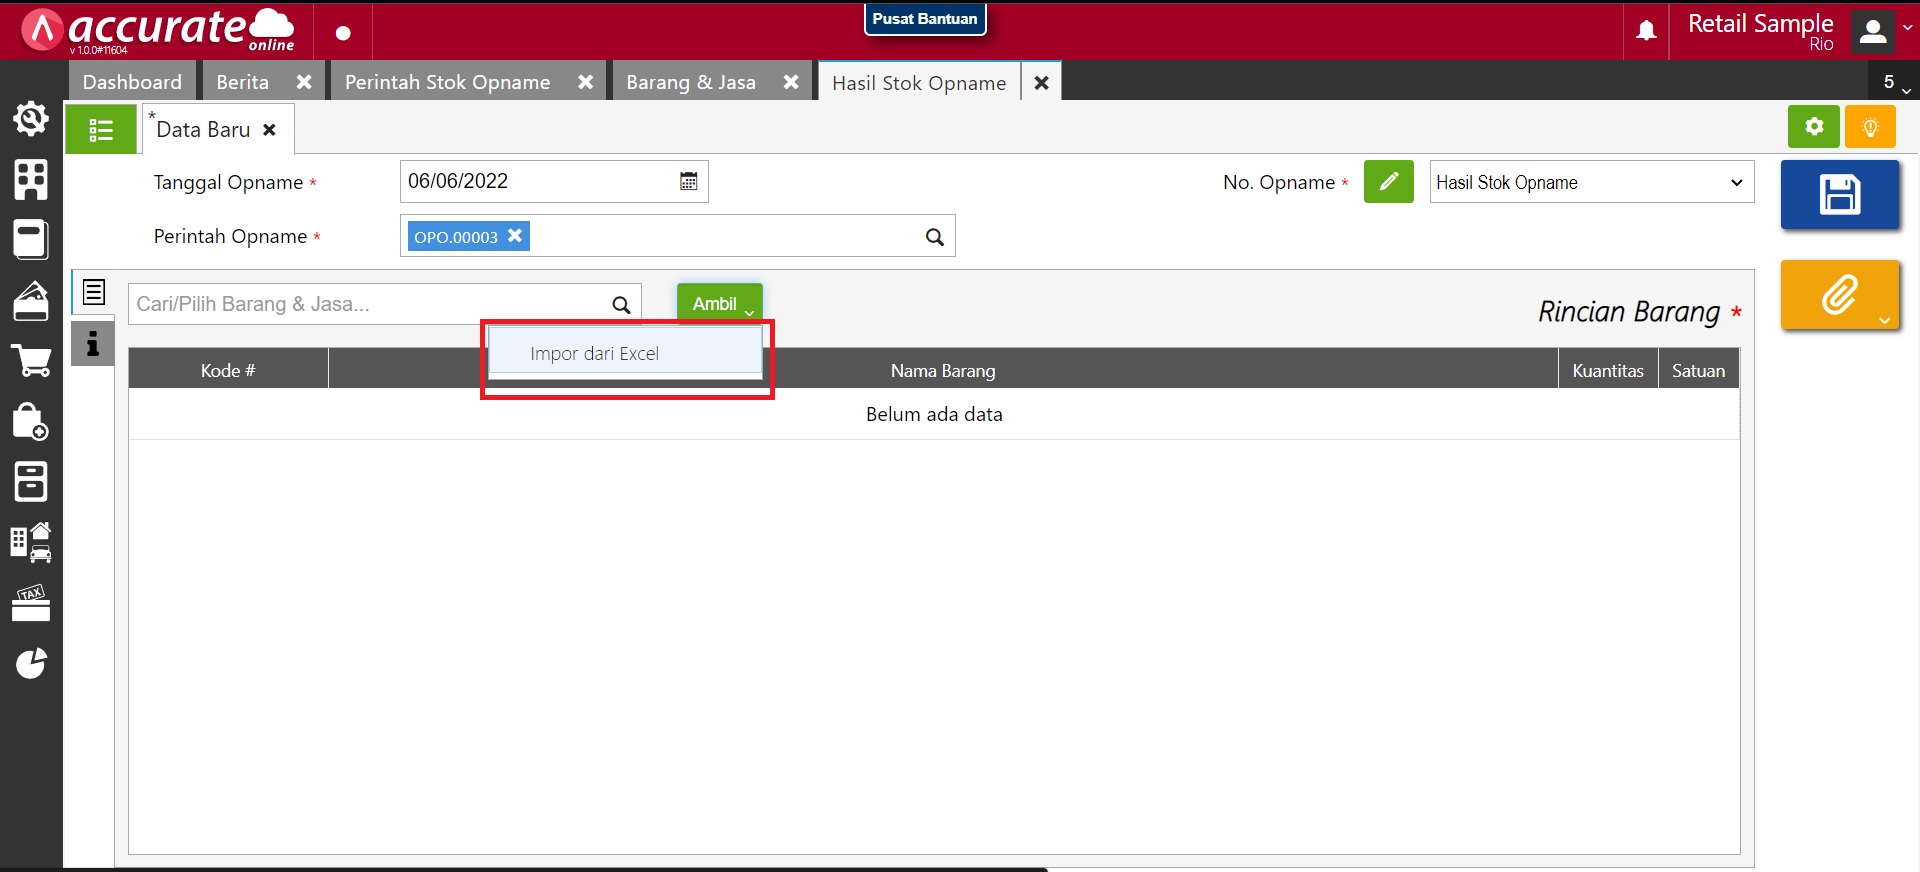 accurate
online
v 1.0.0#11604
Pusat Bantuan
Retail Sample
Rio
Dashboard
Berita
Perintah Stok Opname
Barang & Jasa
Hasil Stok Opname
5
*Data Baru
Tanggal Opname *
06/06/2022
No. Opname *
Hasil Stok Opname
Perintah Opname *
OPO.00003
Cari/Pilih Barang & Jasa...
Ambil
Rincian Barang *
Impor dari Excel
Kode #
Nama Barang
Kuantitas
Satuan
Belum ada data
TAX